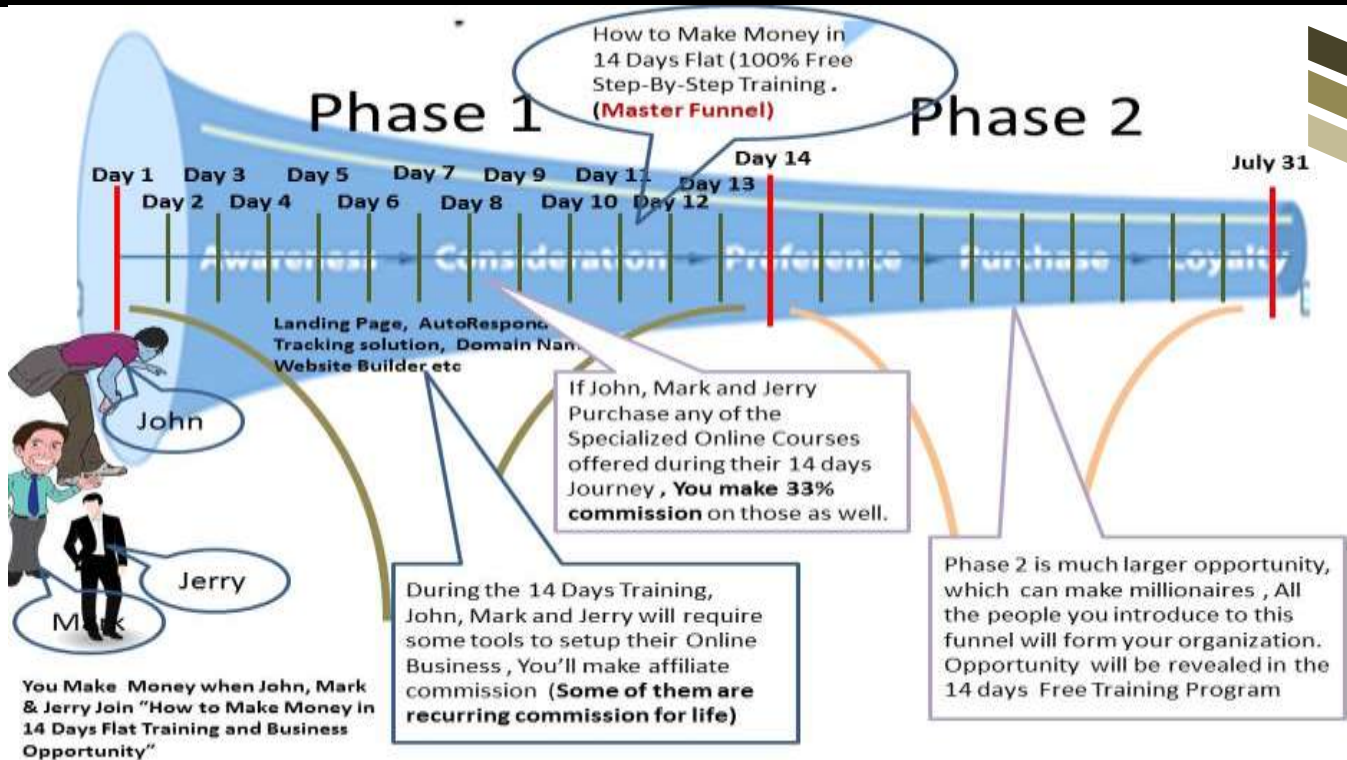 How to Make Money in
14 Days Flat (100% Free
Step-By-Step Training .
(Master Funnel)
Phase 1
Phase 2
Day 1
Day 2
Day 3
Day 4
Day 5
Day 6
Day 7
Day 8
Day 9
Day 10
Day 11
Day 12
Day 13
Day 14
July 31
Awareness
Consideration
Preference
Purchase
Loyalty
Landing Page,
Tracking solution, Domain
Website Builder etc
John
Jerry
Mark
If John, Mark and Jerry
Purchase any of the
Specialized Online Courses
offered during their 14 days
Journey , You make 33%
commission on those as well.
During the 14 Days Training,
John, Mark and Jerry will require
some tools to setup their Online
Business , You'll make affiliate
commission (Some of them are
recurring commission for life)
Phase 2 is much larger opportunity,
which can make millionaires , All
the people you introduce to this
funnel will form your organization.
Opportunity will be revealed in the
14 days Free Training Program
You Make Money when John, Mark
& Jerry Join "How to Make Money in
14 Days Flat Training and Business
Opportunity"